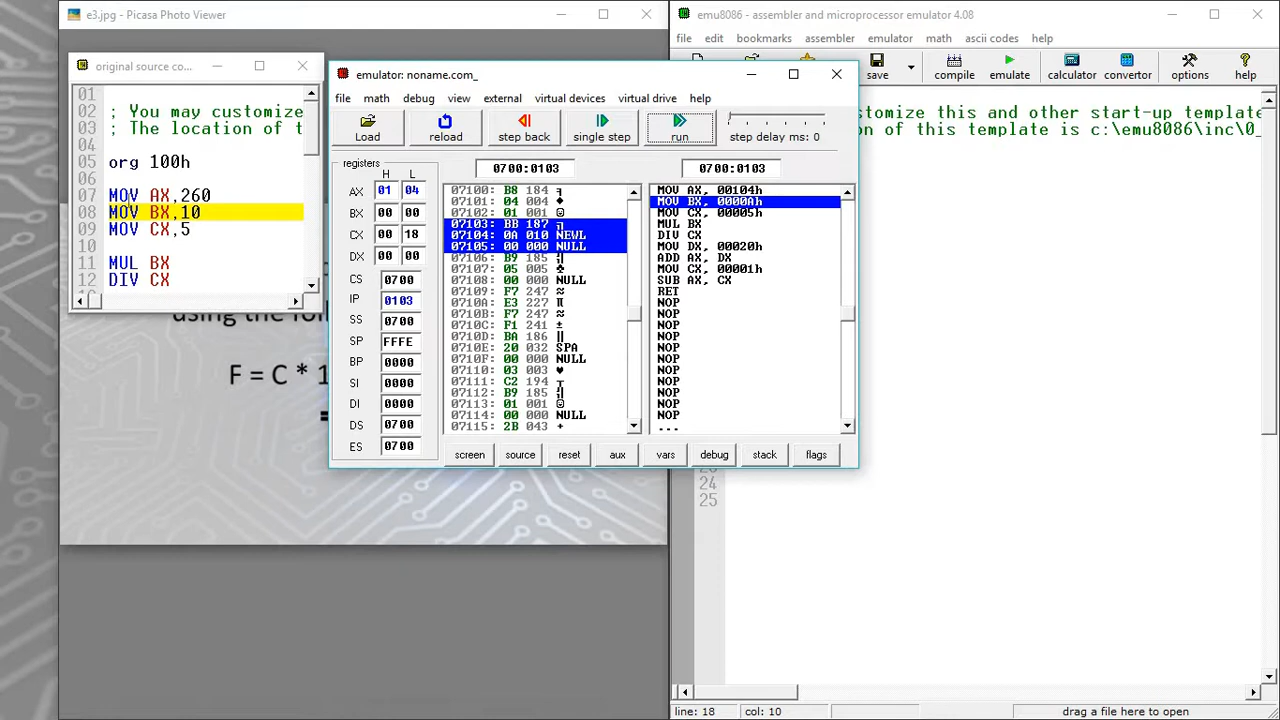 e3.jpg - Picasa Photo Viewer
emu8086 - assembler and microprocessor emulator 4.08
file edit bookmarks assembler emulator math ascii codes help
save compile emulate calculator convertor options help
original source co...
01
02 ; You may customize
03 ; The location of t
04
05 org 100h
06
07 MOV AX,260
08 MOV BX,10
09 MOV CX,5
10
11 MUL BX
12 DIV CX
emulator: noname.com_
file math debug view external virtual devices virtual drive help
Load reload step back single step run step delay ms: 0
registers
H L
AX 01 04
BX 00 00
CX 00 18
DX 00 00
CS 0700
IP 0103
SS 0700
SP FFFE
BP 0000
SI 0000
DI 0000
DS 0700
ES 0700
0700:0103
07100: B8 184 ╕
07101: 04 004 ♦
07102: 01 001 ☺
07103: BB 187 ╗
07104: 0A 010 NEWL
07105: 00 000 NULL
07106: B9 185 ╣
07107: 05 005 ♣
07108: 00 000 NULL
07109: F7 247 ≈
0710A: E3 227 π
0710B: F7 247 ≈
0710C: F1 241 ±
0710D: BA 186 ║
0710E: 20 032 SPA
0710F: 00 000 NULL
07110: 03 003 ♥
07111: C2 194 ┬
07112: B9 185 ╣
07113: 01 001 ☺
07114: 00 000 NULL
07115: 2B 043 +
0700:0103
MOV AX, 00104h
MOV BX, 0000Ah
MOV CX, 00005h
MUL BX
DIV CX
MOV DX, 00020h
ADD AX, DX
MOV CX, 00001h
SUB AX, CX
RET
NOP
NOP
NOP
NOP
NOP
NOP
NOP
NOP
NOP
NOP
NOP
...
screen source reset aux vars debug stack flags
using the fol
F = C * 1
=
customize this and other start-up template
on of this template is c:\emu8086\inc\0_
24
25
line: 18 col: 10 drag a file here to open